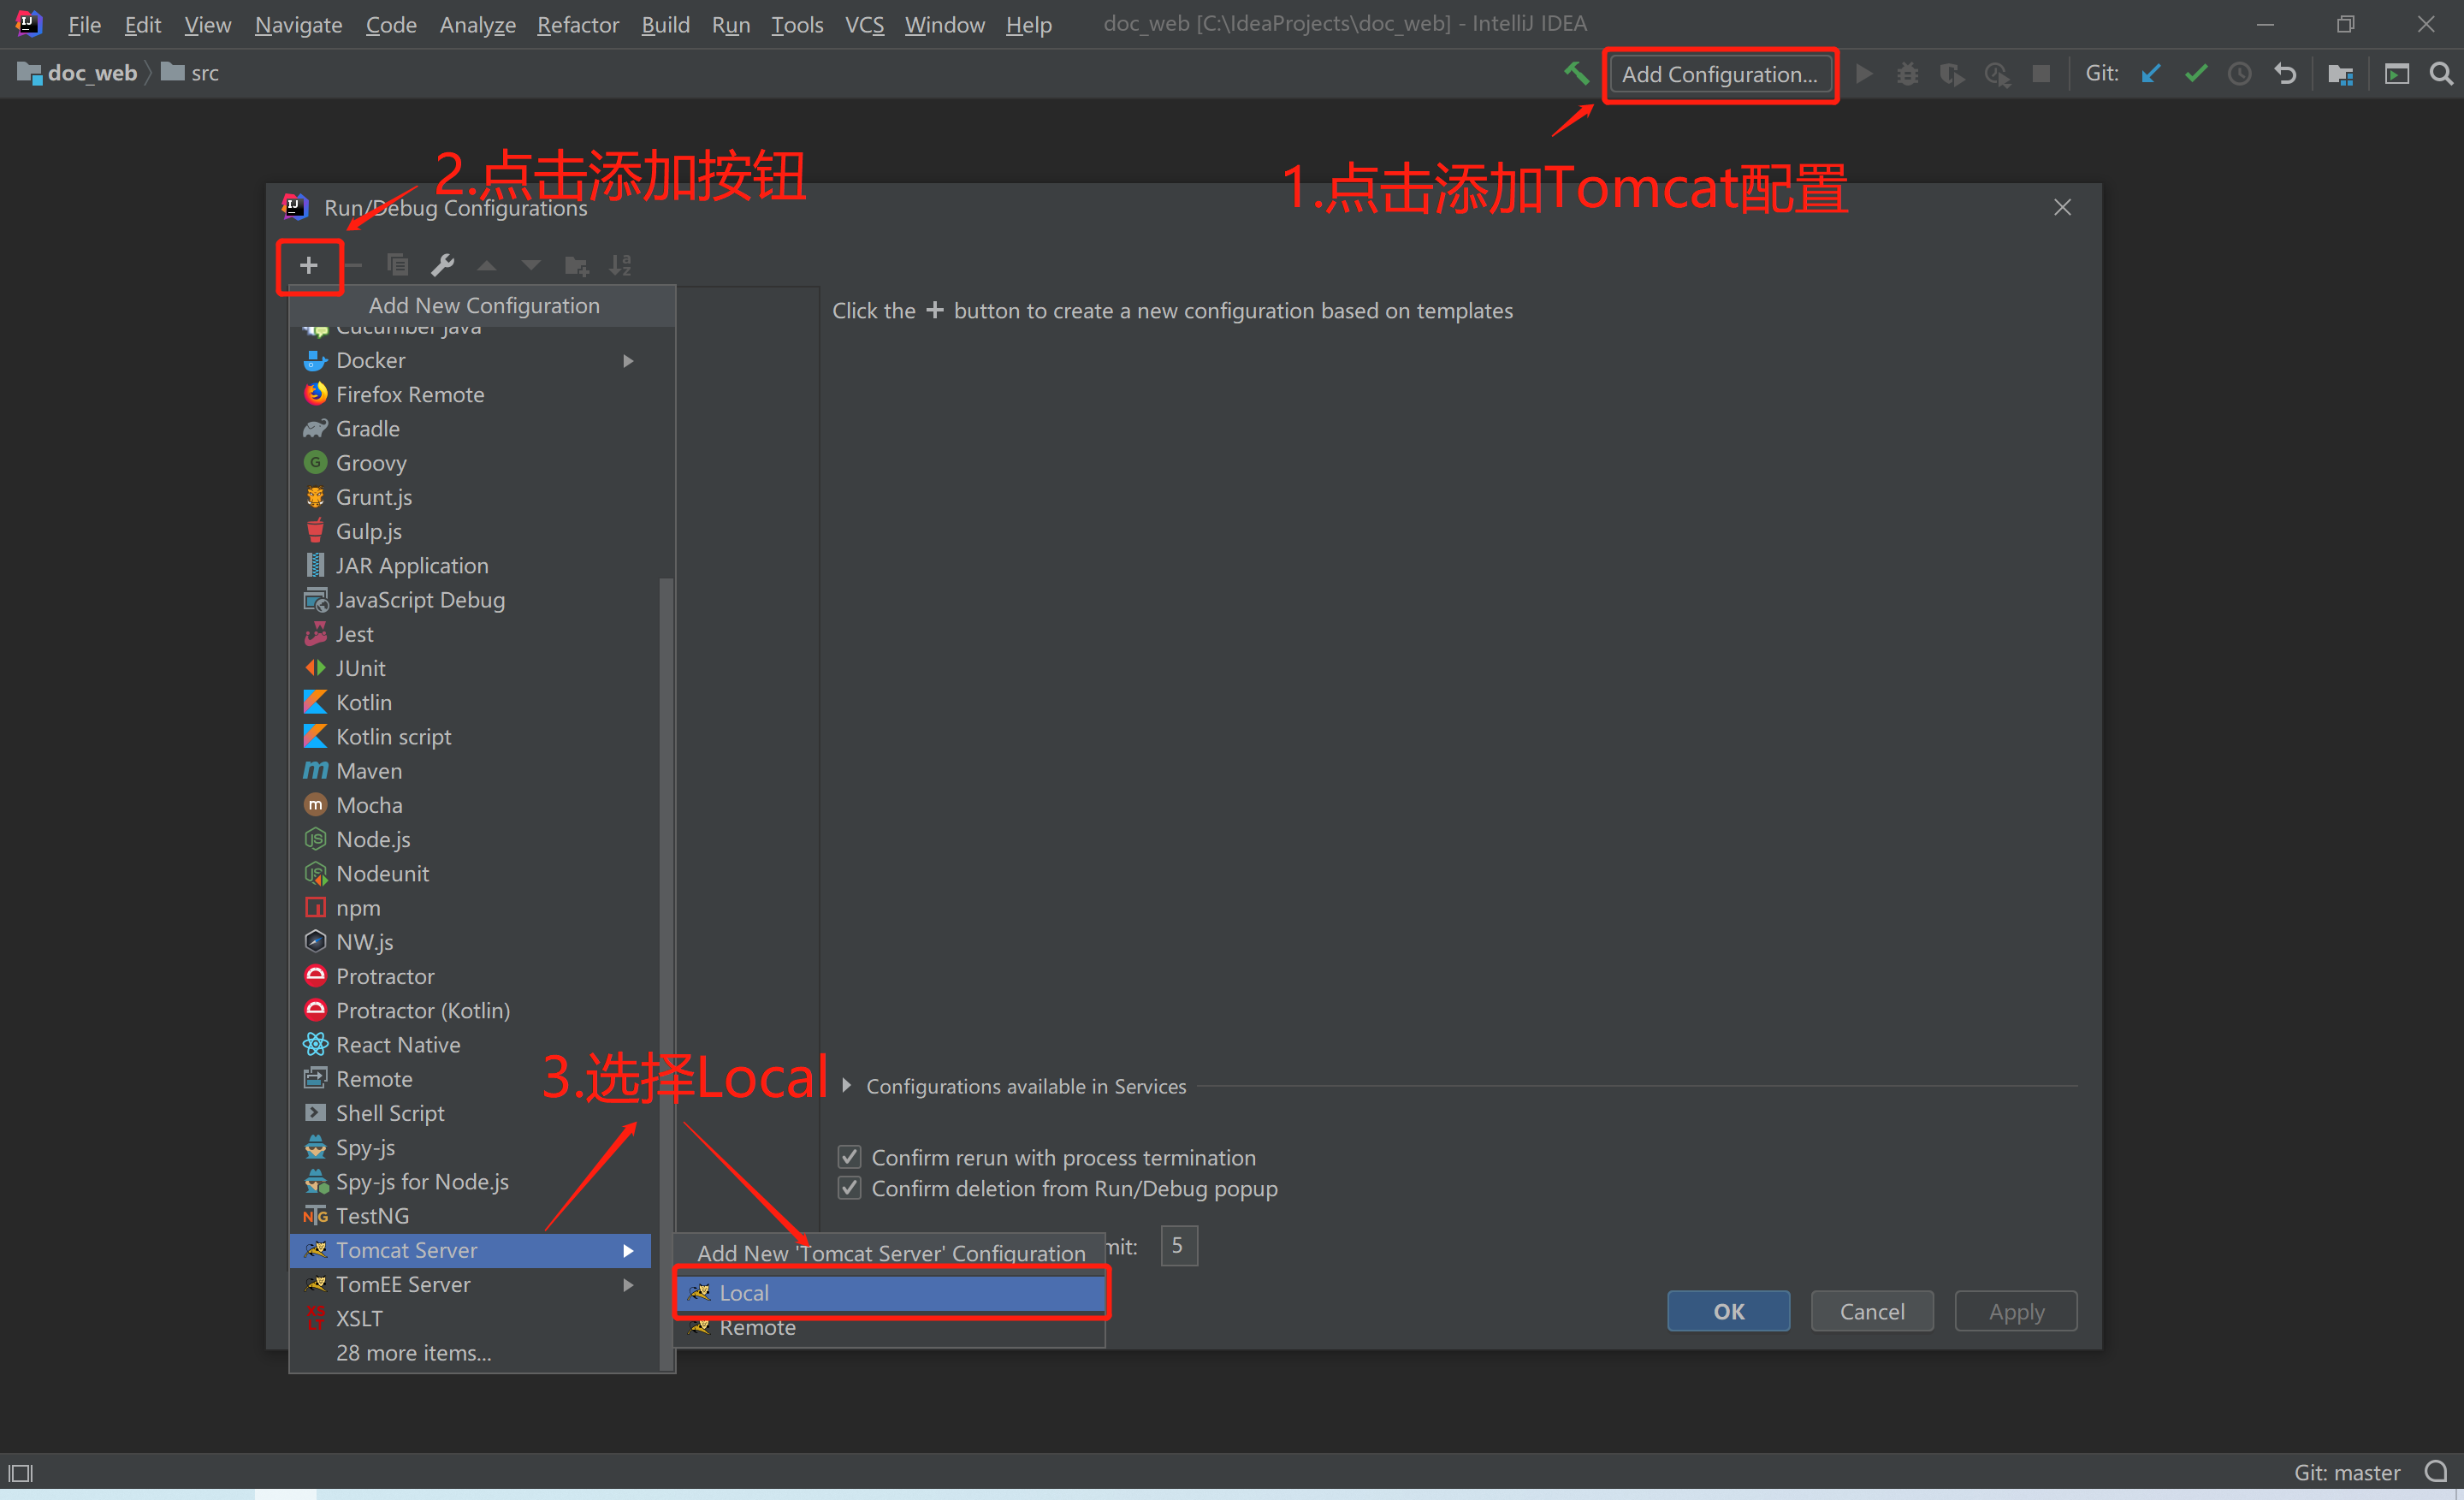 File Edit View Navigate Code Analyze Refactor Build Run Tools VCS Window Help doc_web [C:\IdeaProjects\doc_web] - IntelliJ IDEA
doc_web src Add Configuration... Git:
1.点击添加Tomcat配置
2.点击添加按钮
Run/Debug Configurations
Add New Configuration
Click the + button to create a new configuration based on templates
Cucumber Java
Docker
Firefox Remote
Gradle
Groovy
Grunt.js
Gulp.js
JAR Application
JavaScript Debug
Jest
JUnit
Kotlin
Kotlin script
Maven
Mocha
Node.js
Nodeunit
npm
NW.js
Protractor
Protractor (Kotlin)
React Native
Remote
Shell Script
Spy-js
Spy-js for Node.js
TestNG
Tomcat Server
TomEE Server
XSLT
28 more items...
3.选择Local
Configurations available in Services
Confirm rerun with process termination
Confirm deletion from Run/Debug popup
mit: 5
Add New 'Tomcat Server' Configuration
Local
Remote
OK Cancel Apply
Git: master